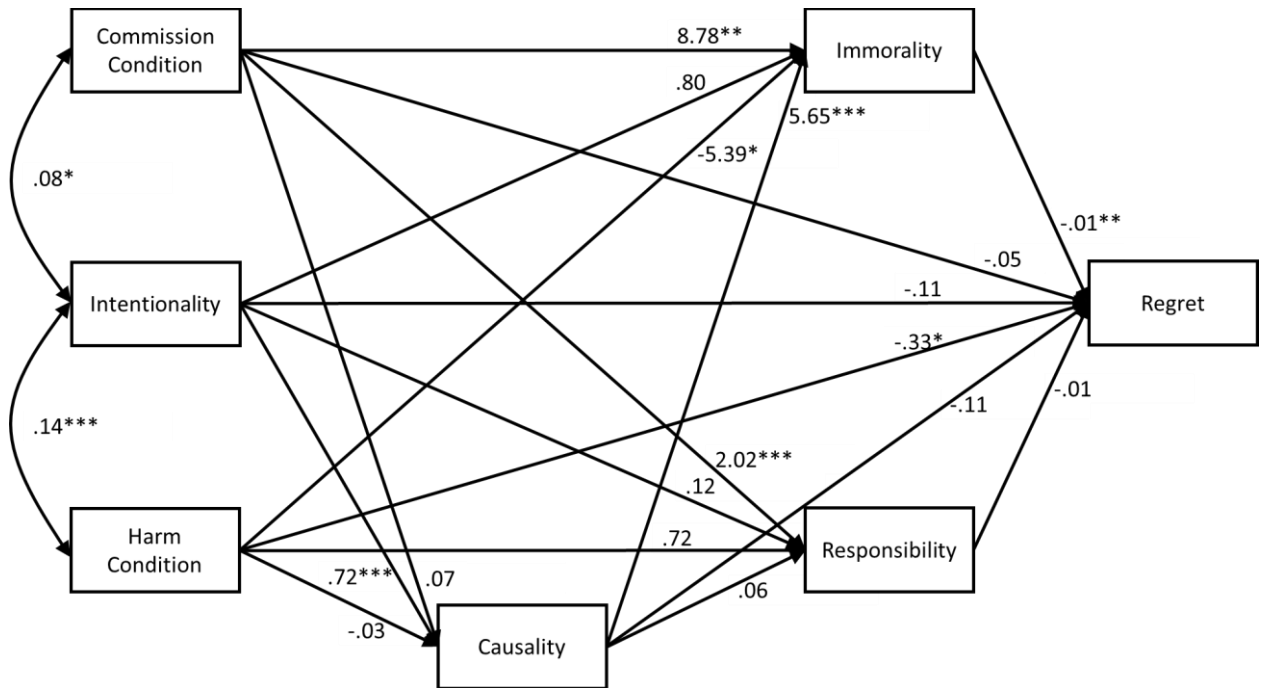 Commission
Condition
8.78**
Immorality
.80
5.65***
-5.39*
.08*
-.01**
-.05
Intentionality
-.11
Regret
-.33*
-.11
-.01
.14***
2.02***
.12
Harm
Condition
.72
Responsibility
.72***
.07
.06
-.03
Causality